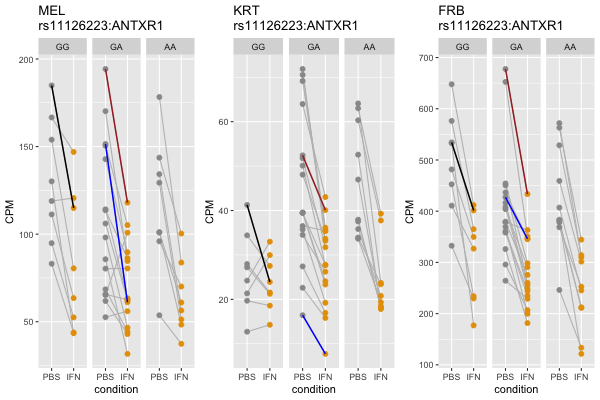 MEL
rs11126223:ANTXR1
GG GA AA
200
150
100
50
CPM
PBS IFN PBS IFN PBS IFN
condition
KRT
rs11126223:ANTXR1
GG GA AA
60
40
20
CPM
PBS IFN PBS IFN PBS IFN
condition
FRB
rs11126223:ANTXR1
GG GA AA
700
600
500
400
300
200
100
CPM
PBS IFN PBS IFN PBS IFN
condition